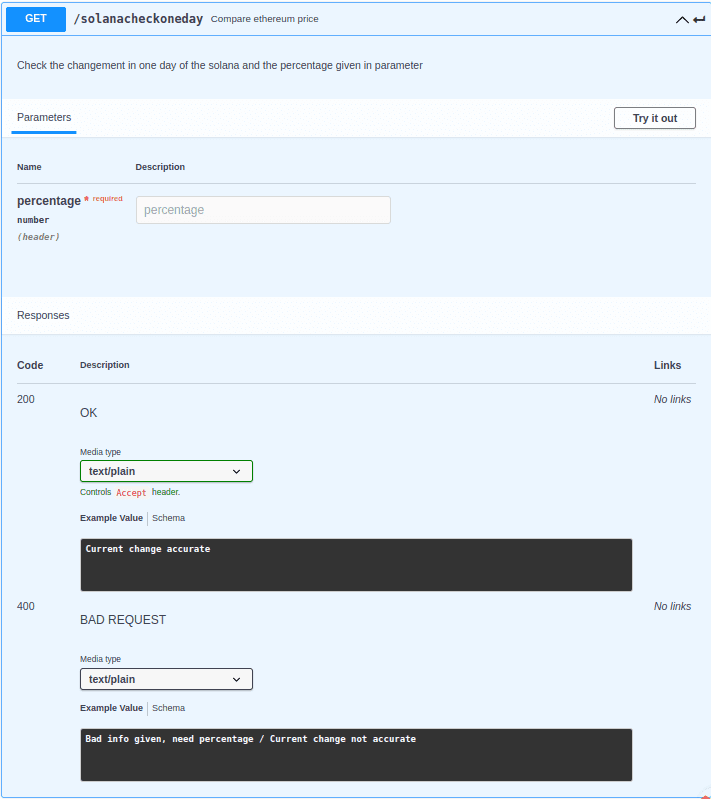 GET /solanacheckoneday Compare ethereum price
Check the changement in one day of the solana and the percentage given in parameter
Parameters Try it out
Name Description
percentage * required percentage
number
(header)
Responses
Code Description Links
200 No links
OK
Media type
text/plain
Controls Accept header.
Example Value Schema
Current change accurate
400 No links
BAD REQUEST
Media type
text/plain
Example Value Schema
Bad info given, need percentage / Current change not accurate